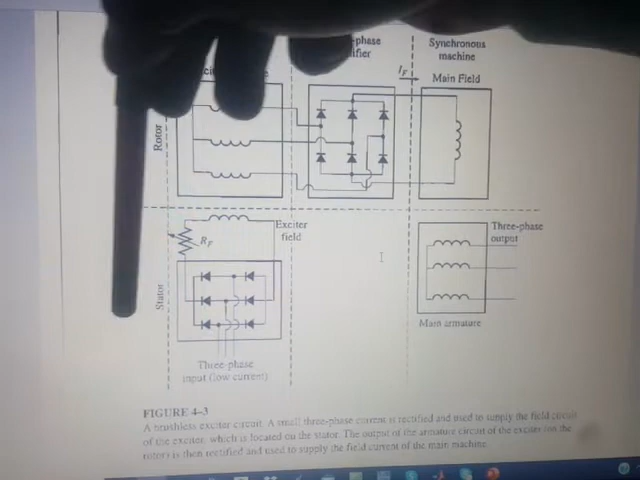 -phase
Synchronous
machine
I_F
Main Field
Rotor
Exciter
field
R_F
Three-phase
output
Stator
Main armature
Three-phase
input (low current)
FIGURE 4–3
A brushless exciter circuit. A small three-phase current is rectified and used to supply the field circuit
of the exciter, which is located on the stator. The output of the armature circuit of the exciter (on the
rotor) is then rectified and used to supply the field current of the main machine.